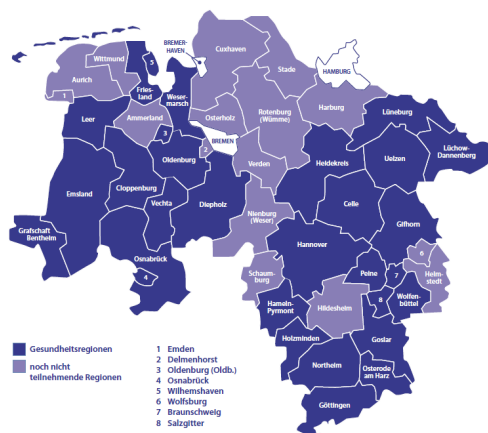 BREMER-
HAVEN
Cuxhaven
Wittmund
5
Stade
HAMBURG
Aurich
Fries-
land
Weser-
marsch
1
Harburg
Rotenburg
(Wümme)
Osterholz
Lüneburg
Leer
Ammerland
3
BREMEN
2
Lüchow-
Dannenberg
Oldenburg
Verden
Heidekreis
Uelzen
Cloppenburg
Emsland
Vechta
Diepholz
Celle
Nienburg
(Weser)
Gifhorn
Grafschaft
Bentheim
Hannover
Osnabrück
6
4
Schaum-
burg
Peine
7
Helm-
stedt
Hameln-
Pyrmont
Hildesheim
8
Wolfen-
büttel
Holzminden
Goslar
Northeim
Osterode
am Harz
Göttingen
Gesundheitsregionen
noch nicht
teilnehmende Regionen
1 Emden
2 Delmenhorst
3 Oldenburg (Oldb.)
4 Osnabrück
5 Wilhemshaven
6 Wolfsburg
7 Braunschweig
8 Salzgitter